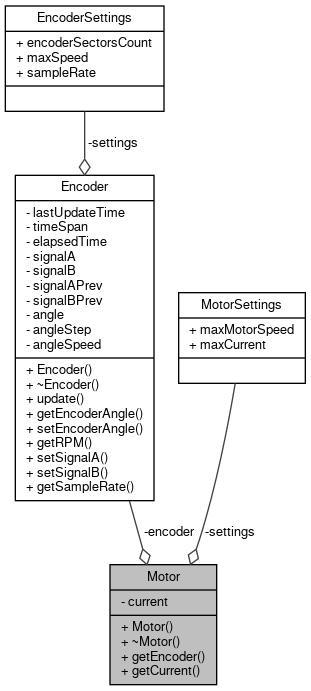 EncoderSettings
+ encoderSectorsCount
+ maxSpeed
+ sampleRate
-settings
Encoder
- lastUpdateTime
- timeSpan
- elapsedTime
- signalA
- signalB
- signalAPrev
- signalBPrev
- angle
- angleStep
- angleSpeed
+ Encoder()
+ ~Encoder()
+ update()
+ getEncoderAngle()
+ setEncoderAngle()
+ getRPM()
+ setSignalA()
+ setSignalB()
+ getSampleRate()
MotorSettings
+ maxMotorSpeed
+ maxCurrent
-encoder
-settings
Motor
- current
+ Motor()
+ ~Motor()
+ getEncoder()
+ getCurrent()